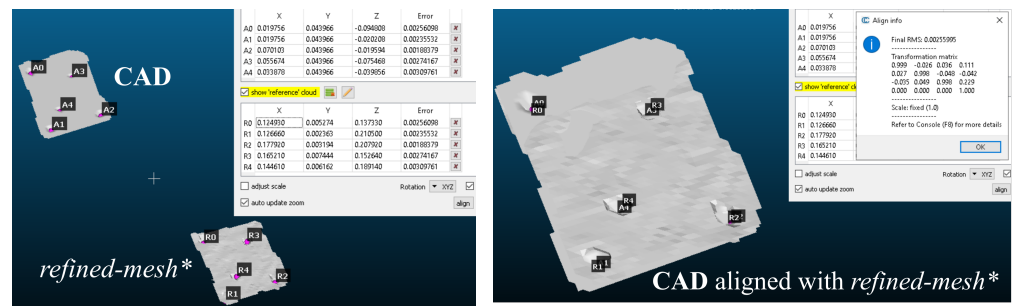 X Y Z Error
A0 0.019756 0.043966 -0.094808 0.00256098
A1 0.019756 0.043966 -0.020208 0.00235532
A2 0.070103 0.043966 -0.019594 0.00188379
A3 0.055674 0.043966 -0.075468 0.00274167
A4 0.033878 0.043966 -0.039856 0.00309761
show 'reference' cloud
X Y Z Error
R0 0.124930 0.005274 0.137330 0.00256098
R1 0.126660 0.002363 0.210500 0.00235532
R2 0.177920 0.003194 0.207920 0.00188379
R3 0.165210 0.007444 0.152640 0.00274167
R4 0.144610 0.006162 0.189140 0.00309761
adjust scale Rotation XYZ
auto update zoom align
CAD
A0
A3
A4
A2
A1
R0
R3
R4
R2
R1
refined-mesh*
X
A0 0.019756
A1 0.019756
A2 0.070103
A3 0.055674
A4 0.033878
show 'reference' cl
X
R0 0.124930
R1 0.126660
R2 0.177920
R3 0.165210
R4 0.144610
adjust scale Rotation XYZ
auto update zoom align
Align info
Final RMS: 0.00255995
----------------
Transformation matrix
0.999 -0.026 0.036 0.111
0.027 0.998 -0.048 -0.042
-0.035 0.049 0.998 0.229
0.000 0.000 0.000 1.000
----------------
Scale: fixed (1.0)
----------------
Refer to Console (F8) for more details
OK
A0
R0
R3
A3
R4
A4
R2
R1
CAD aligned with refined-mesh*